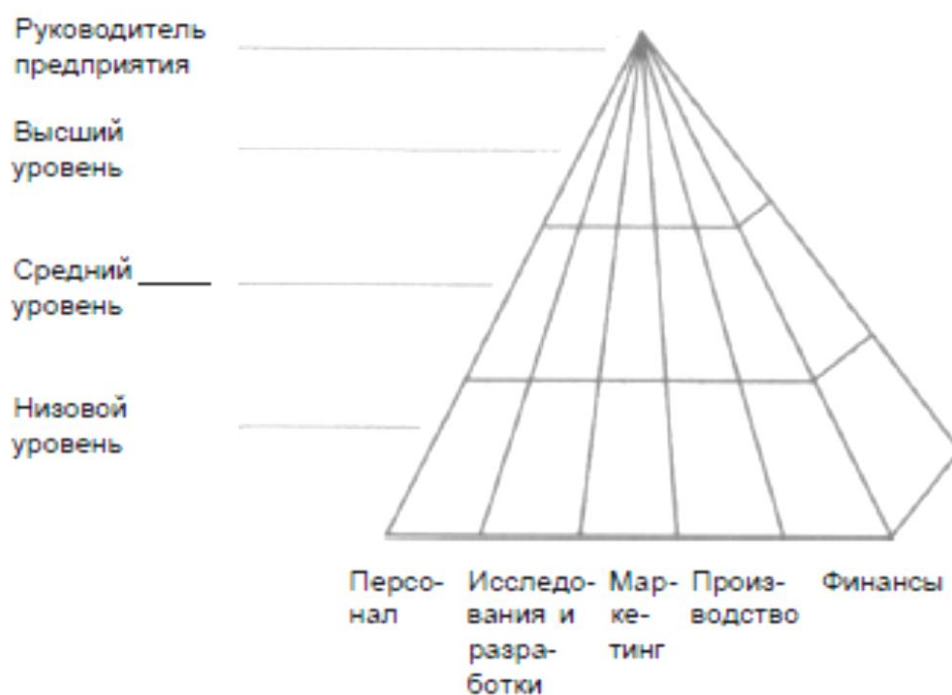 Руководитель
предприятия
Высший
уровень
Средний
уровень
Низовой
уровень
Персо-
нал
Исследо-
вания и
разра-
ботки
Мар-
ке-
тинг
Произ-
водство
Финансы